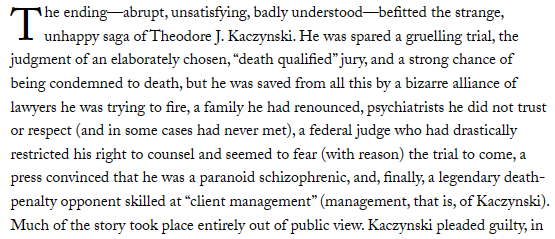 The ending—abrupt, unsatisfying, badly understood—befitted the strange,
unhappy saga of Theodore J. Kaczynski. He was spared a gruelling trial, the
judgment of an elaborately chosen, “death qualified” jury, and a strong chance of
being condemned to death, but he was saved from all this by a bizarre alliance of
lawyers he was trying to fire, a family he had renounced, psychiatrists he did not trust
or respect (and in some cases had never met), a federal judge who had drastically
restricted his right to counsel and seemed to fear (with reason) the trial to come, a
press convinced that he was a paranoid schizophrenic, and, finally, a legendary death-
penalty opponent skilled at “client management” (management, that is, of Kaczynski).
Much of the story took place entirely out of public view. Kaczynski pleaded guilty, in